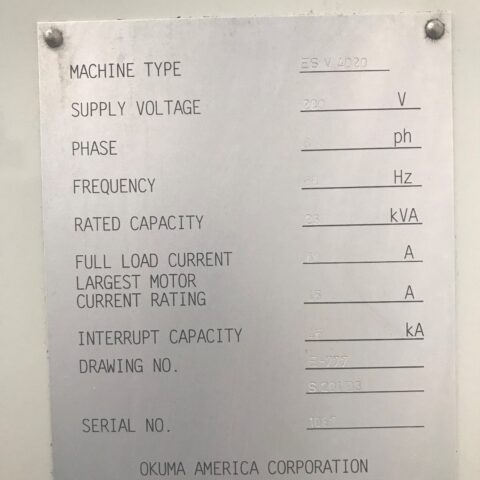 MACHINE TYPE ES V 4020
SUPPLY VOLTAGE 200 V
PHASE ph
FREQUENCY Hz
RATED CAPACITY 23 kVA
FULL LOAD CURRENT A
LARGEST MOTOR
CURRENT RATING A
INTERRUPT CAPACITY kA
DRAWING NO.
SERIAL NO.
OKUMA AMERICA CORPORATION